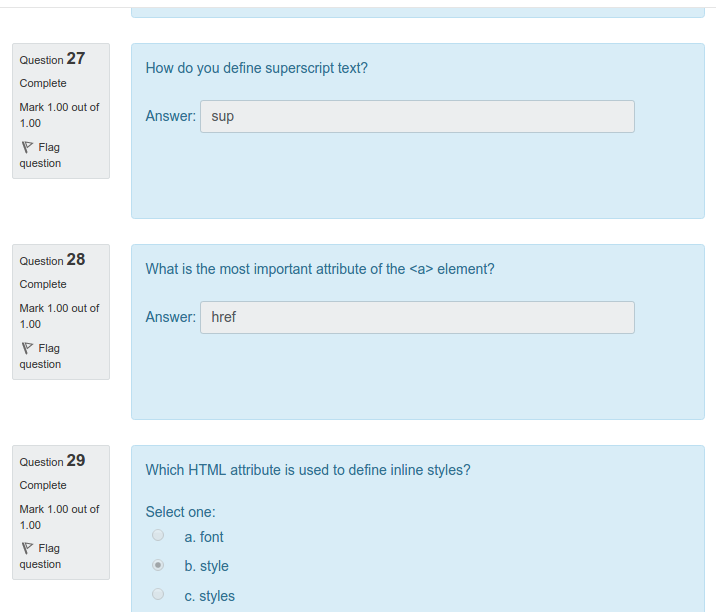 Question 27
Complete
Mark 1.00 out of
1.00
Flag
question
How do you define superscript text?
Answer: sup
Question 28
Complete
Mark 1.00 out of
1.00
Flag
question
What is the most important attribute of the <a> element?
Answer: href
Question 29
Complete
Mark 1.00 out of
1.00
Flag
question
Which HTML attribute is used to define inline styles?
Select one:
a. font
b. style
c. styles